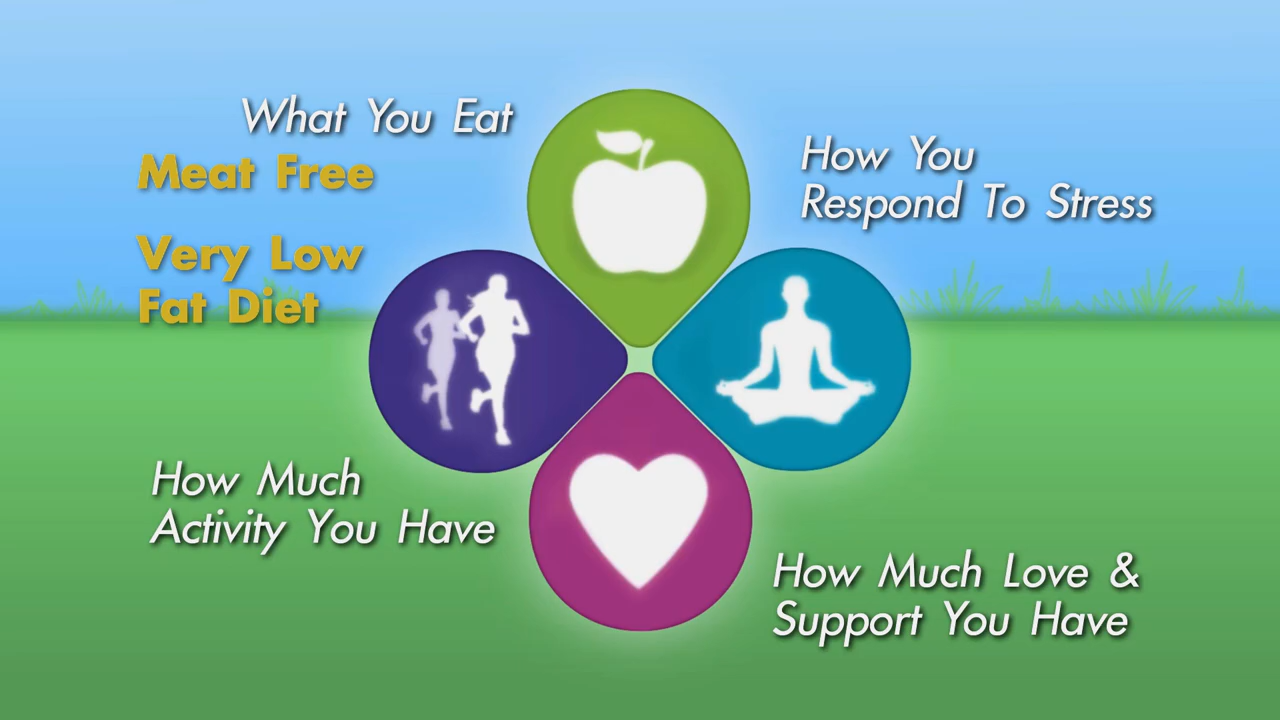 What You Eat
Meat Free
Very Low
Fat Diet
How You
Respond To Stress
How Much
Activity You Have
How Much Love &
Support You Have